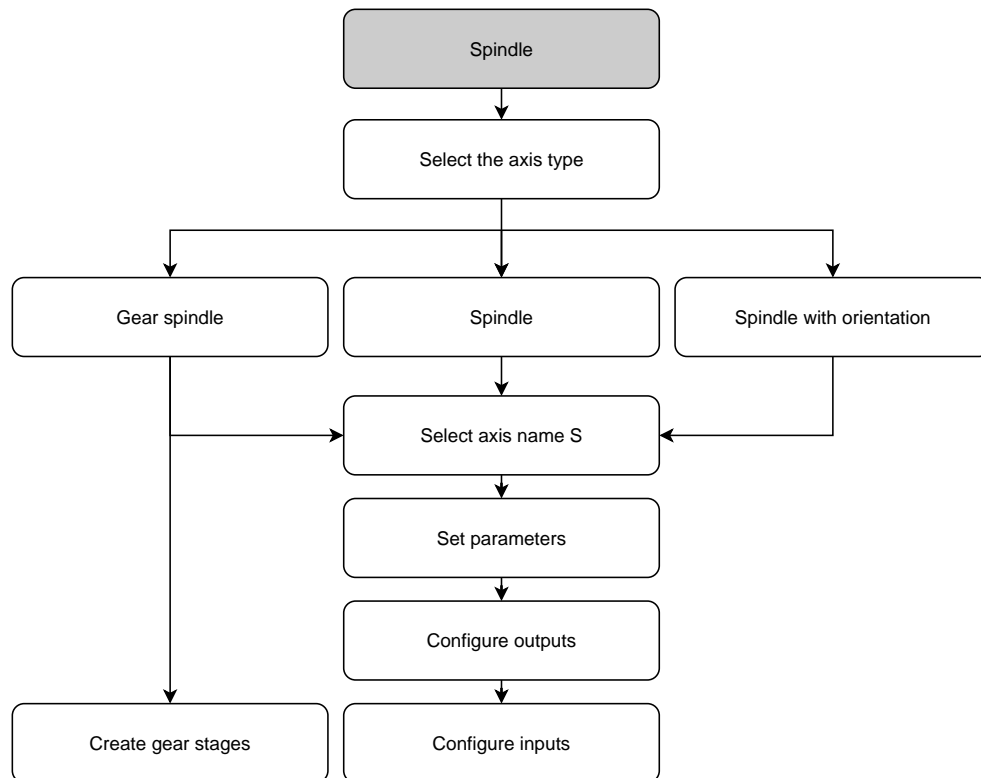 Spindle
Select the axis type
Gear spindle
Spindle
Spindle with orientation
Select axis name S
Set parameters
Configure outputs
Create gear stages
Configure inputs